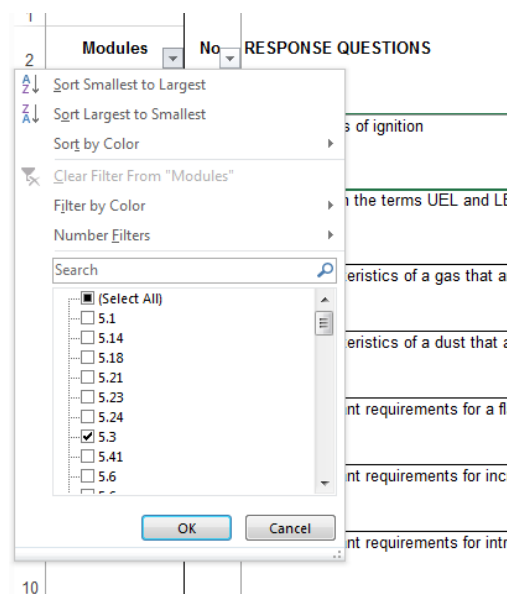 1
2 Modules No RESPONSE QUESTIONS
Sort Smallest to Largest
Sort Largest to Smallest
Sort by Color
s of ignition
Clear Filter From "Modules"
Filter by Color
n the terms UEL and LE
Number Filters
Search
eristics of a gas that a
(Select All)
5.1
5.14
eristics of a dust that a
5.18
5.21
5.23
nt requirements for a fl
5.24
5.3
5.41
5.6
nt requirements for inc
OK Cancel
nt requirements for intr
10